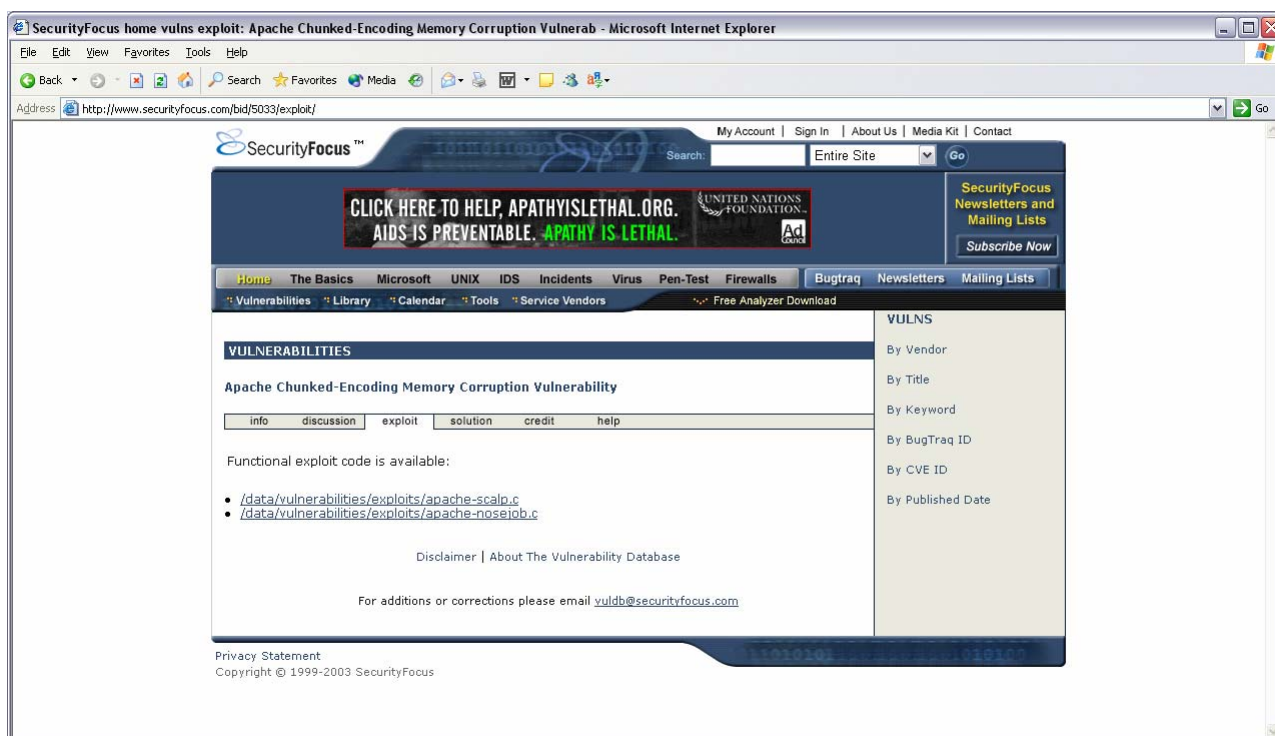 SecurityFocus home vulns exploit: Apache Chunked-Encoding Memory Corruption Vulnerab - Microsoft Internet Explorer
File Edit View Favorites Tools Help
Back Search Favorites Media
Address http://www.securityfocus.com/bid/5033/exploit/ Go
My Account | Sign In | About Us | Media Kit | Contact
SecurityFocus™
Search: Entire Site Go
CLICK HERE TO HELP, APATHYISLETHAL.ORG.
AIDS IS PREVENTABLE. APATHY IS LETHAL.
UNITED NATIONS
FOUNDATION
Ad
Council
SecurityFocus
Newsletters and
Mailing Lists
Subscribe Now
Home The Basics Microsoft UNIX IDS Incidents Virus Pen-Test Firewalls Bugtraq Newsletters Mailing Lists
Vulnerabilities Library Calendar Tools Service Vendors Free Analyzer Download
VULNERABILITIES
Apache Chunked-Encoding Memory Corruption Vulnerability
info discussion exploit solution credit help
Functional exploit code is available:
• /data/vulnerabilities/exploits/apache-scalp.c
• /data/vulnerabilities/exploits/apache-nosejob.c
Disclaimer | About The Vulnerability Database
For additions or corrections please email vuldb@securityfocus.com
VULNS
By Vendor
By Title
By Keyword
By BugTraq ID
By CVE ID
By Published Date
Privacy Statement
Copyright © 1999-2003 SecurityFocus